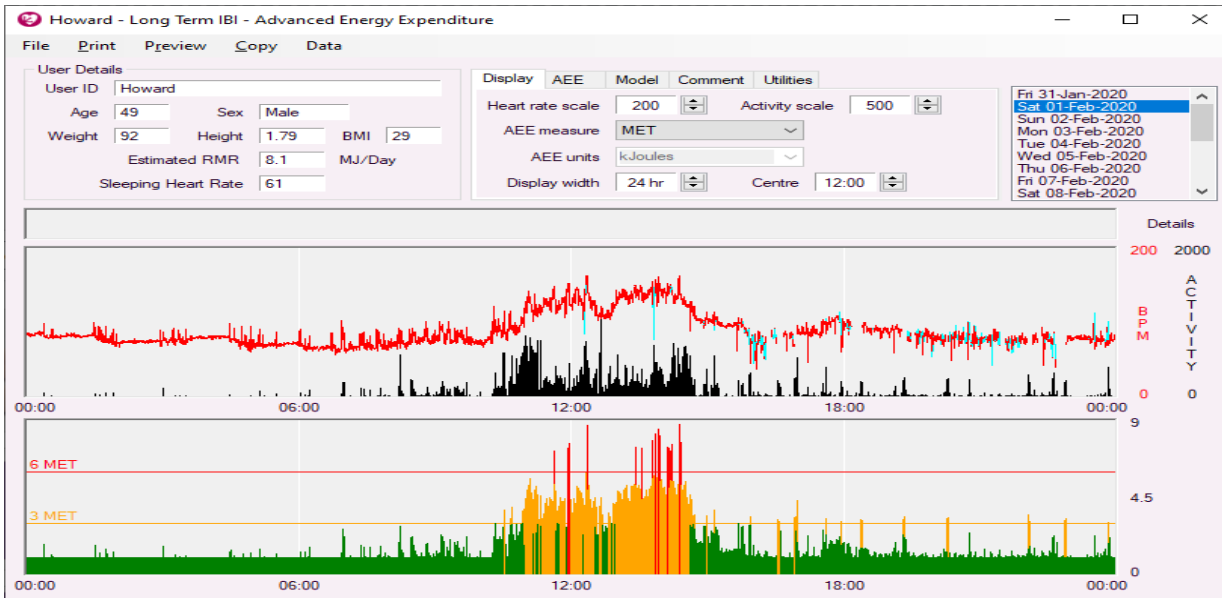 Howard - Long Term IBI - Advanced Energy Expenditure
File Print Preview Copy Data
User Details
User ID Howard
Age 49 Sex Male
Weight 92 Height 1.79 BMI 29
Estimated RMR 8.1 MJ/Day
Sleeping Heart Rate 61
Display AEE Model Comment Utilities
Heart rate scale 200 Activity scale 500
AEE measure MET
AEE units kJoules
Display width 24 hr Centre 12:00
Fri 31-Jan-2020
Sat 01-Feb-2020
Sun 02-Feb-2020
Mon 03-Feb-2020
Tue 04-Feb-2020
Wed 05-Feb-2020
Thu 06-Feb-2020
Fri 07-Feb-2020
Sat 08-Feb-2020
Details
200 2000
BPM
ACTIVITY
0 0
00:00 06:00 12:00 18:00 00:00
9
6 MET
4.5
3 MET
0
00:00 06:00 12:00 18:00 00:00